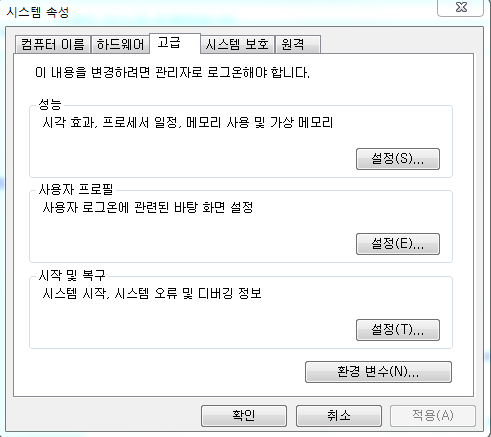 시스템 속성
컴퓨터 이름 하드웨어 고급 시스템 보호 원격
이 내용을 변경하려면 관리자로 로그온해야 합니다.
성능
시각 효과, 프로세서 일정, 메모리 사용 및 가상 메모리
설정(S)...
사용자 프필
사용자 로그온에 관련된 바탕 화면 설정
설정(E)...
시작 및 복구
시스템 시작, 시스템 오류 및 디버깅 정보
설정(T)...
환경 변수(N)...
확인 취소 적용(A)